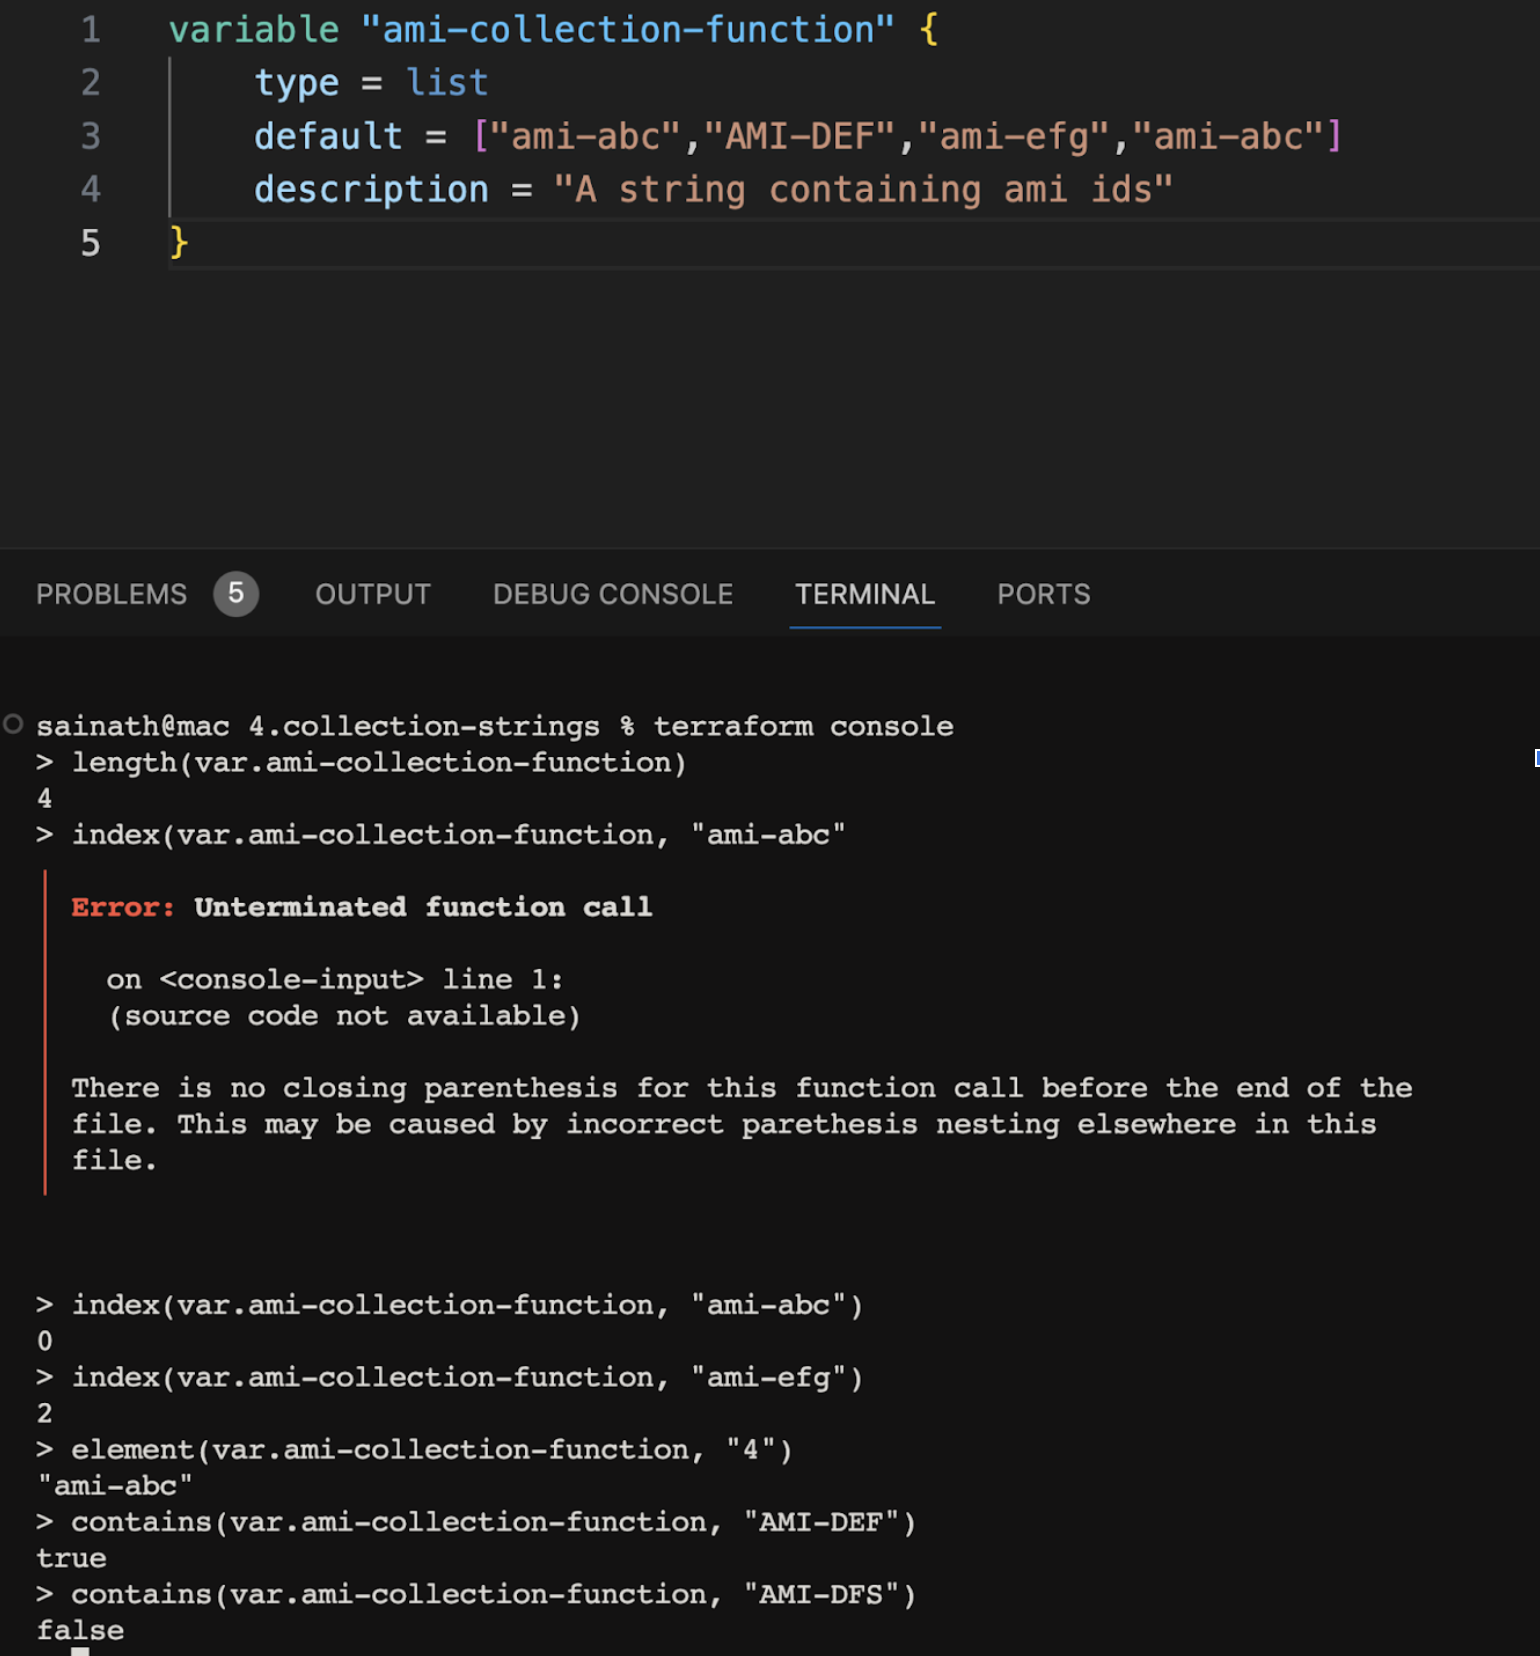 1 variable "ami-collection-function" {
2 type = list
3 default = ["ami-abc","AMI-DEF","ami-efg","ami-abc"]
4 description = "A string containing ami ids"
5 }
PROBLEMS 5 OUTPUT DEBUG CONSOLE TERMINAL PORTS
sainath@mac 4.collection-strings % terraform console
> length(var.ami-collection-function)
4
> index(var.ami-collection-function, "ami-abc"
Error: Unterminated function call
on <console-input> line 1:
(source code not available)
There is no closing parenthesis for this function call before the end of the
file. This may be caused by incorrect parethesis nesting elsewhere in this
file.
> index(var.ami-collection-function, "ami-abc")
0
> index(var.ami-collection-function, "ami-efg")
2
> element(var.ami-collection-function, "4")
"ami-abc"
> contains(var.ami-collection-function, "AMI-DEF")
true
> contains(var.ami-collection-function, "AMI-DFS")
false